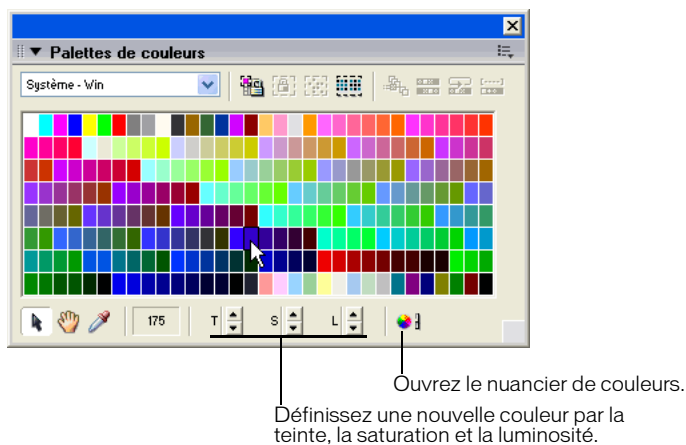 Palettes de couleurs
Système - Win
175 T S L
Ouvrez le nuancier de couleurs.
Définissez une nouvelle couleur par la
teinte, la saturation et la luminosité.